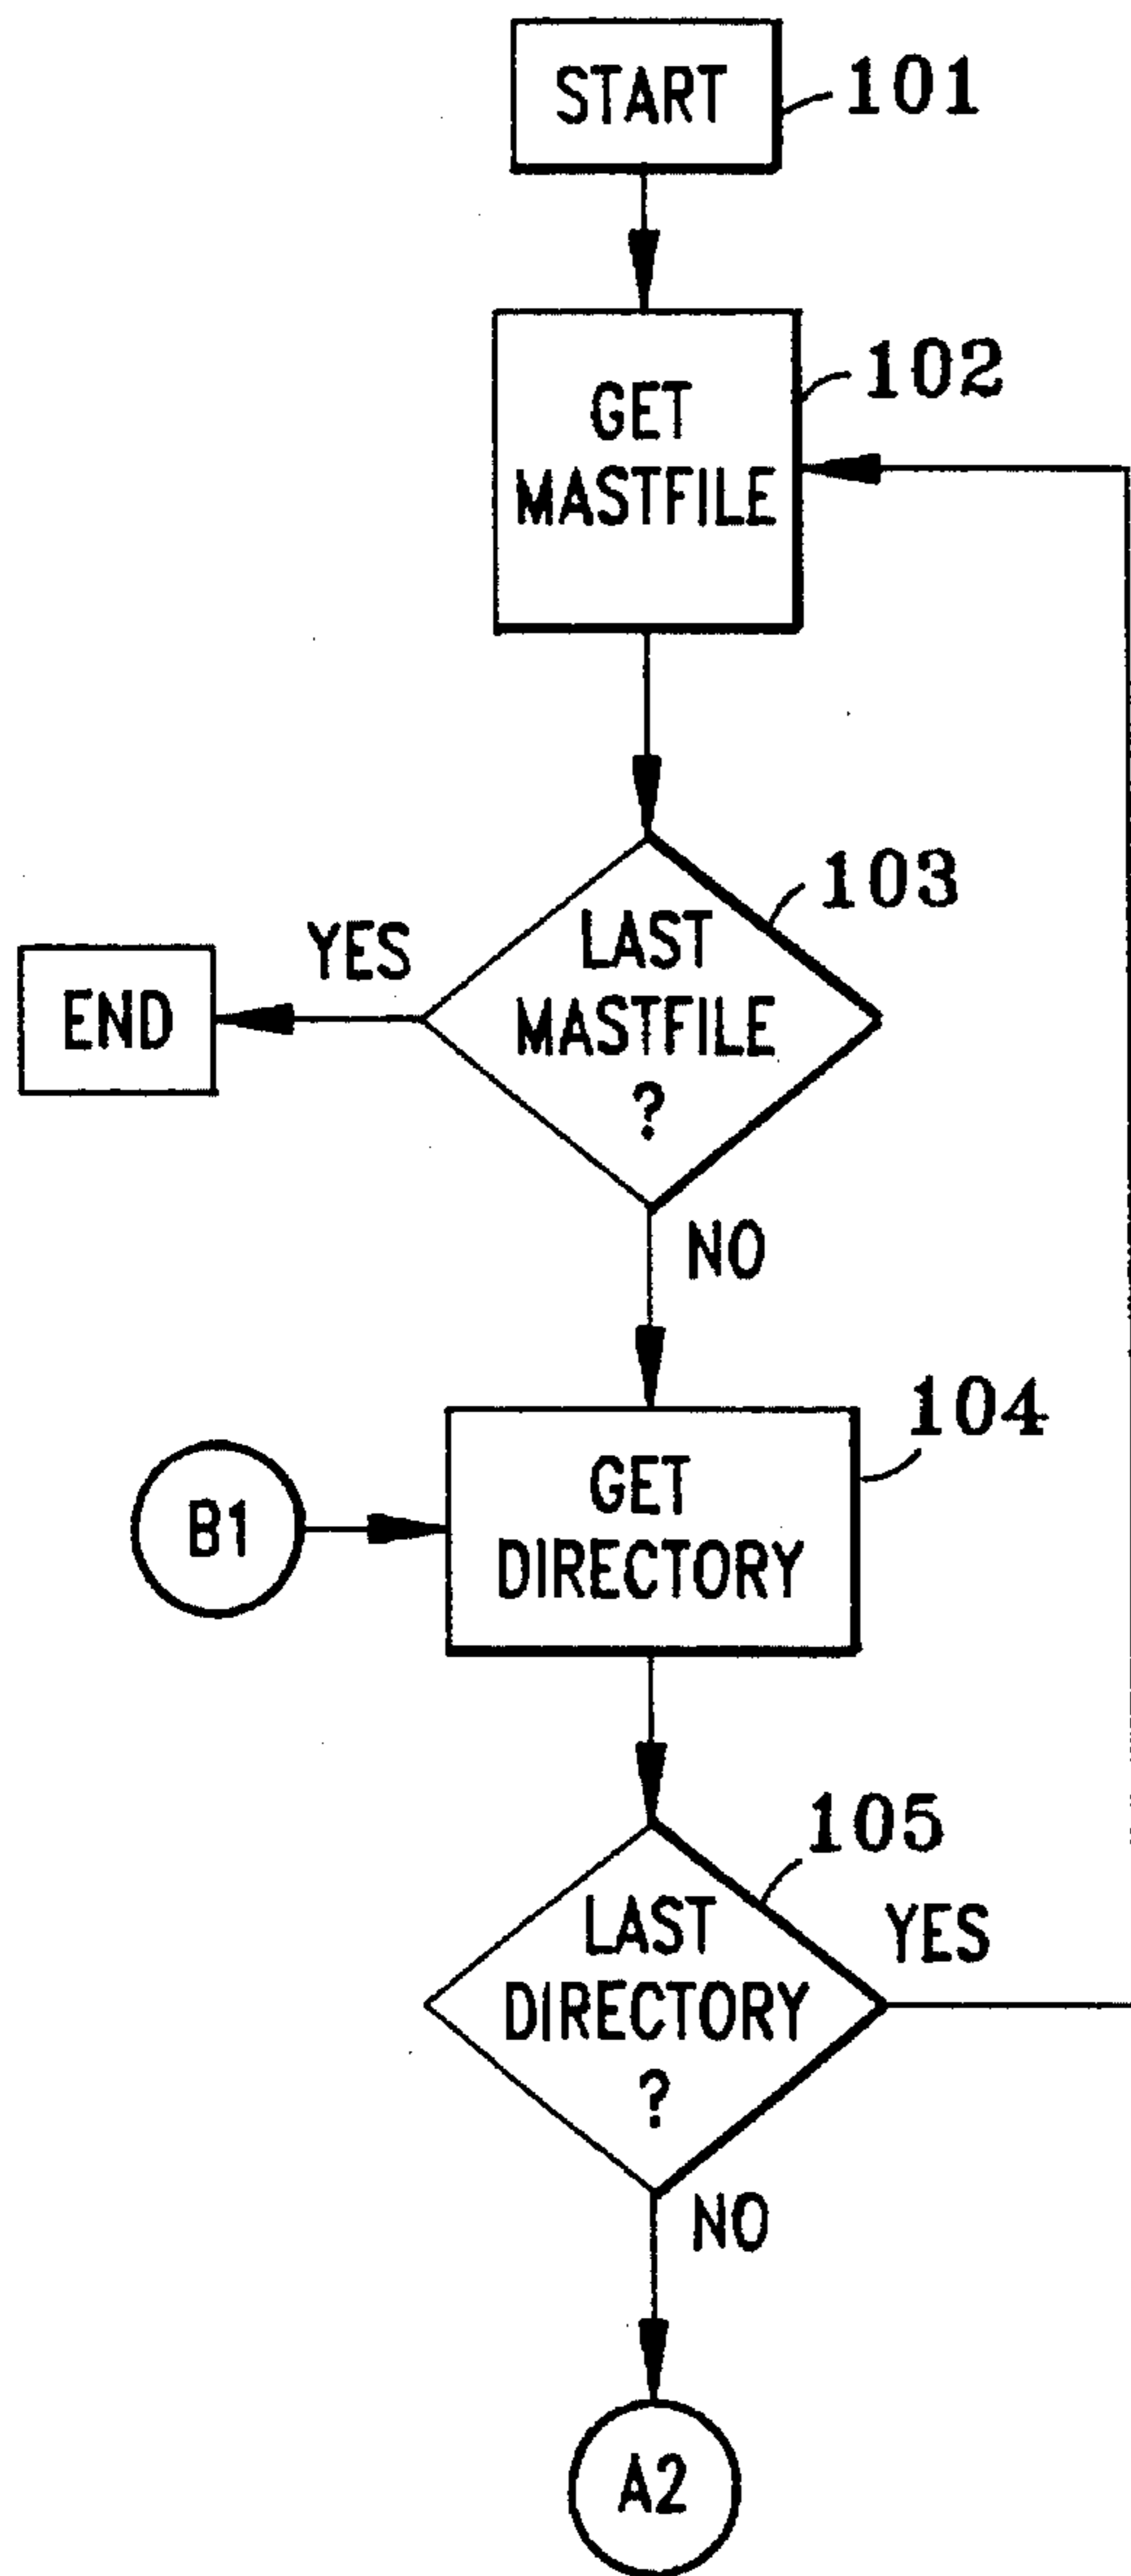 START
101
GET
MASTFILE
102
LAST
MASTFILE
?
103
YES
END
NO
GET
DIRECTORY
104
B1
LAST
DIRECTORY
?
105
YES
NO
A2